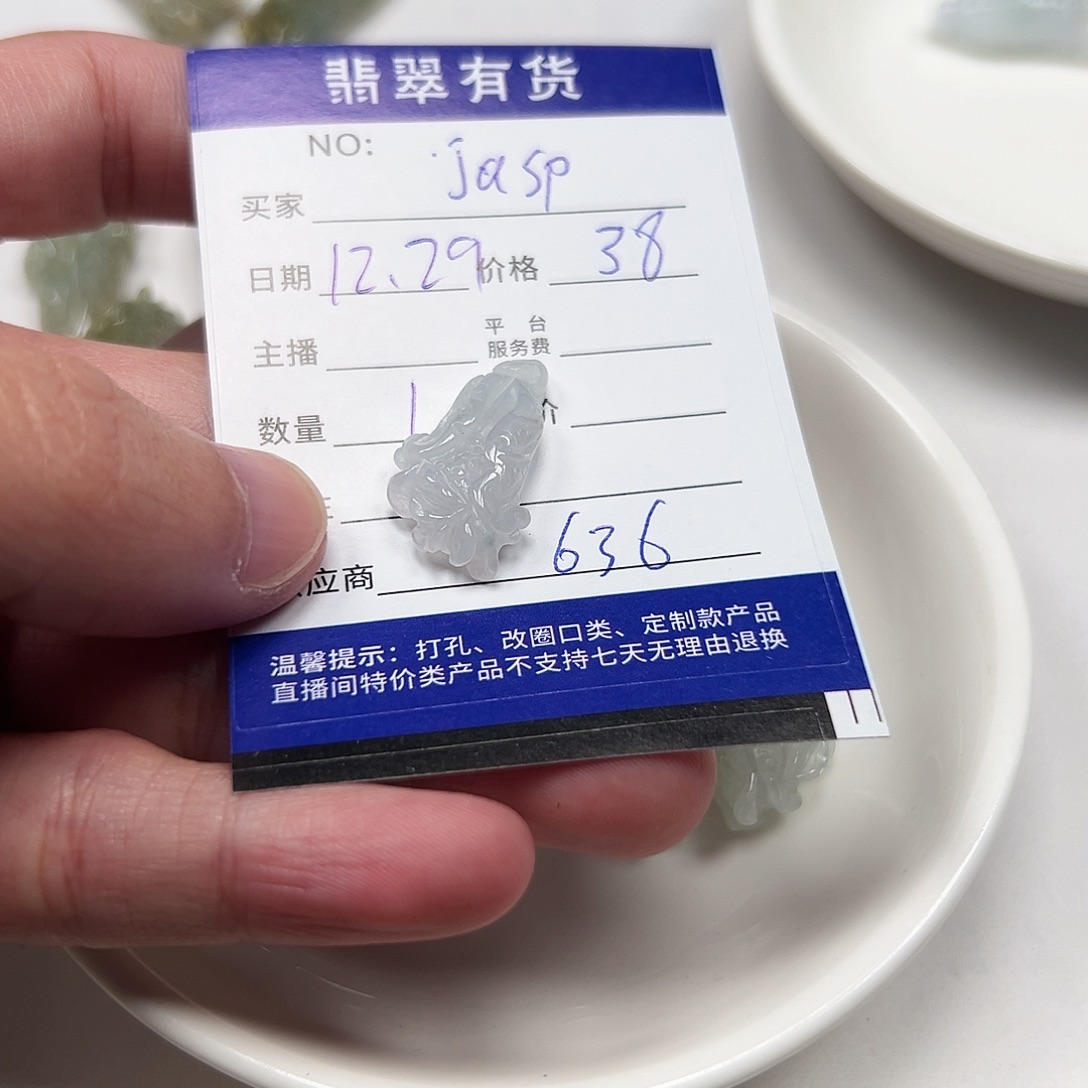 翡翠有货
NO:
买家 jasp
日期 12.29 价格 38
主播 平台服务费
数量 1 价
应商 636
温馨提示：打孔、改圈口类、定制款产品
直播间特价类产品不支持七天无理由退换